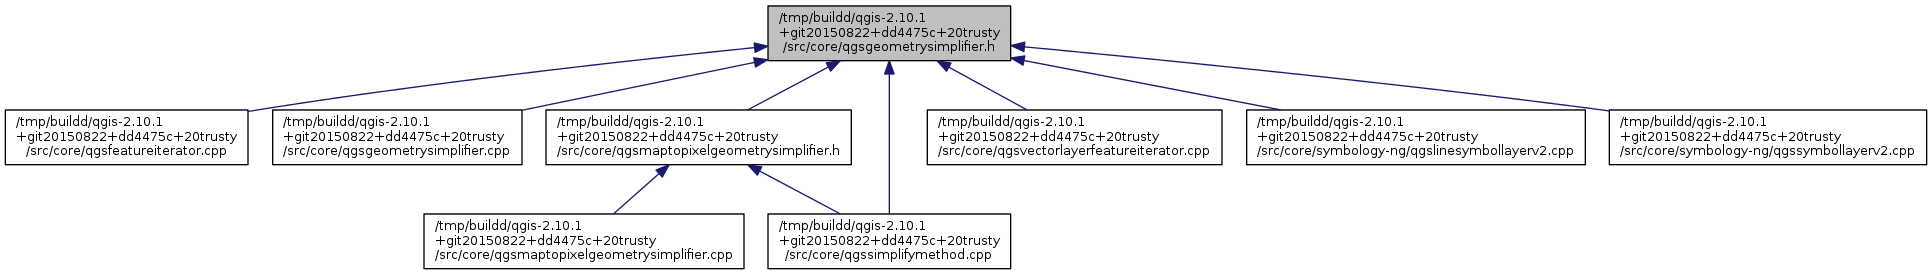 /tmp/buildd/qgis-2.10.1
+git20150822+dd4475c+20trusty
/src/core/qgsgeometrysimplifier.h
/tmp/buildd/qgis-2.10.1
+git20150822+dd4475c+20trusty
/src/core/qgsfeatureiterator.cpp
/tmp/buildd/qgis-2.10.1
+git20150822+dd4475c+20trusty
/src/core/qgsgeometrysimplifier.cpp
/tmp/buildd/qgis-2.10.1
+git20150822+dd4475c+20trusty
/src/core/qgsmaptopixelgeometrysimplifier.h
/tmp/buildd/qgis-2.10.1
+git20150822+dd4475c+20trusty
/src/core/qgsvectorlayerfeatureiterator.cpp
/tmp/buildd/qgis-2.10.1
+git20150822+dd4475c+20trusty
/src/core/symbology-ng/qgslinesymbollayerv2.cpp
/tmp/buildd/qgis-2.10.1
+git20150822+dd4475c+20trusty
/src/core/symbology-ng/qgssymbollayerv2.cpp
/tmp/buildd/qgis-2.10.1
+git20150822+dd4475c+20trusty
/src/core/qgsmaptopixelgeometrysimplifier.cpp
/tmp/buildd/qgis-2.10.1
+git20150822+dd4475c+20trusty
/src/core/qgssimplifymethod.cpp